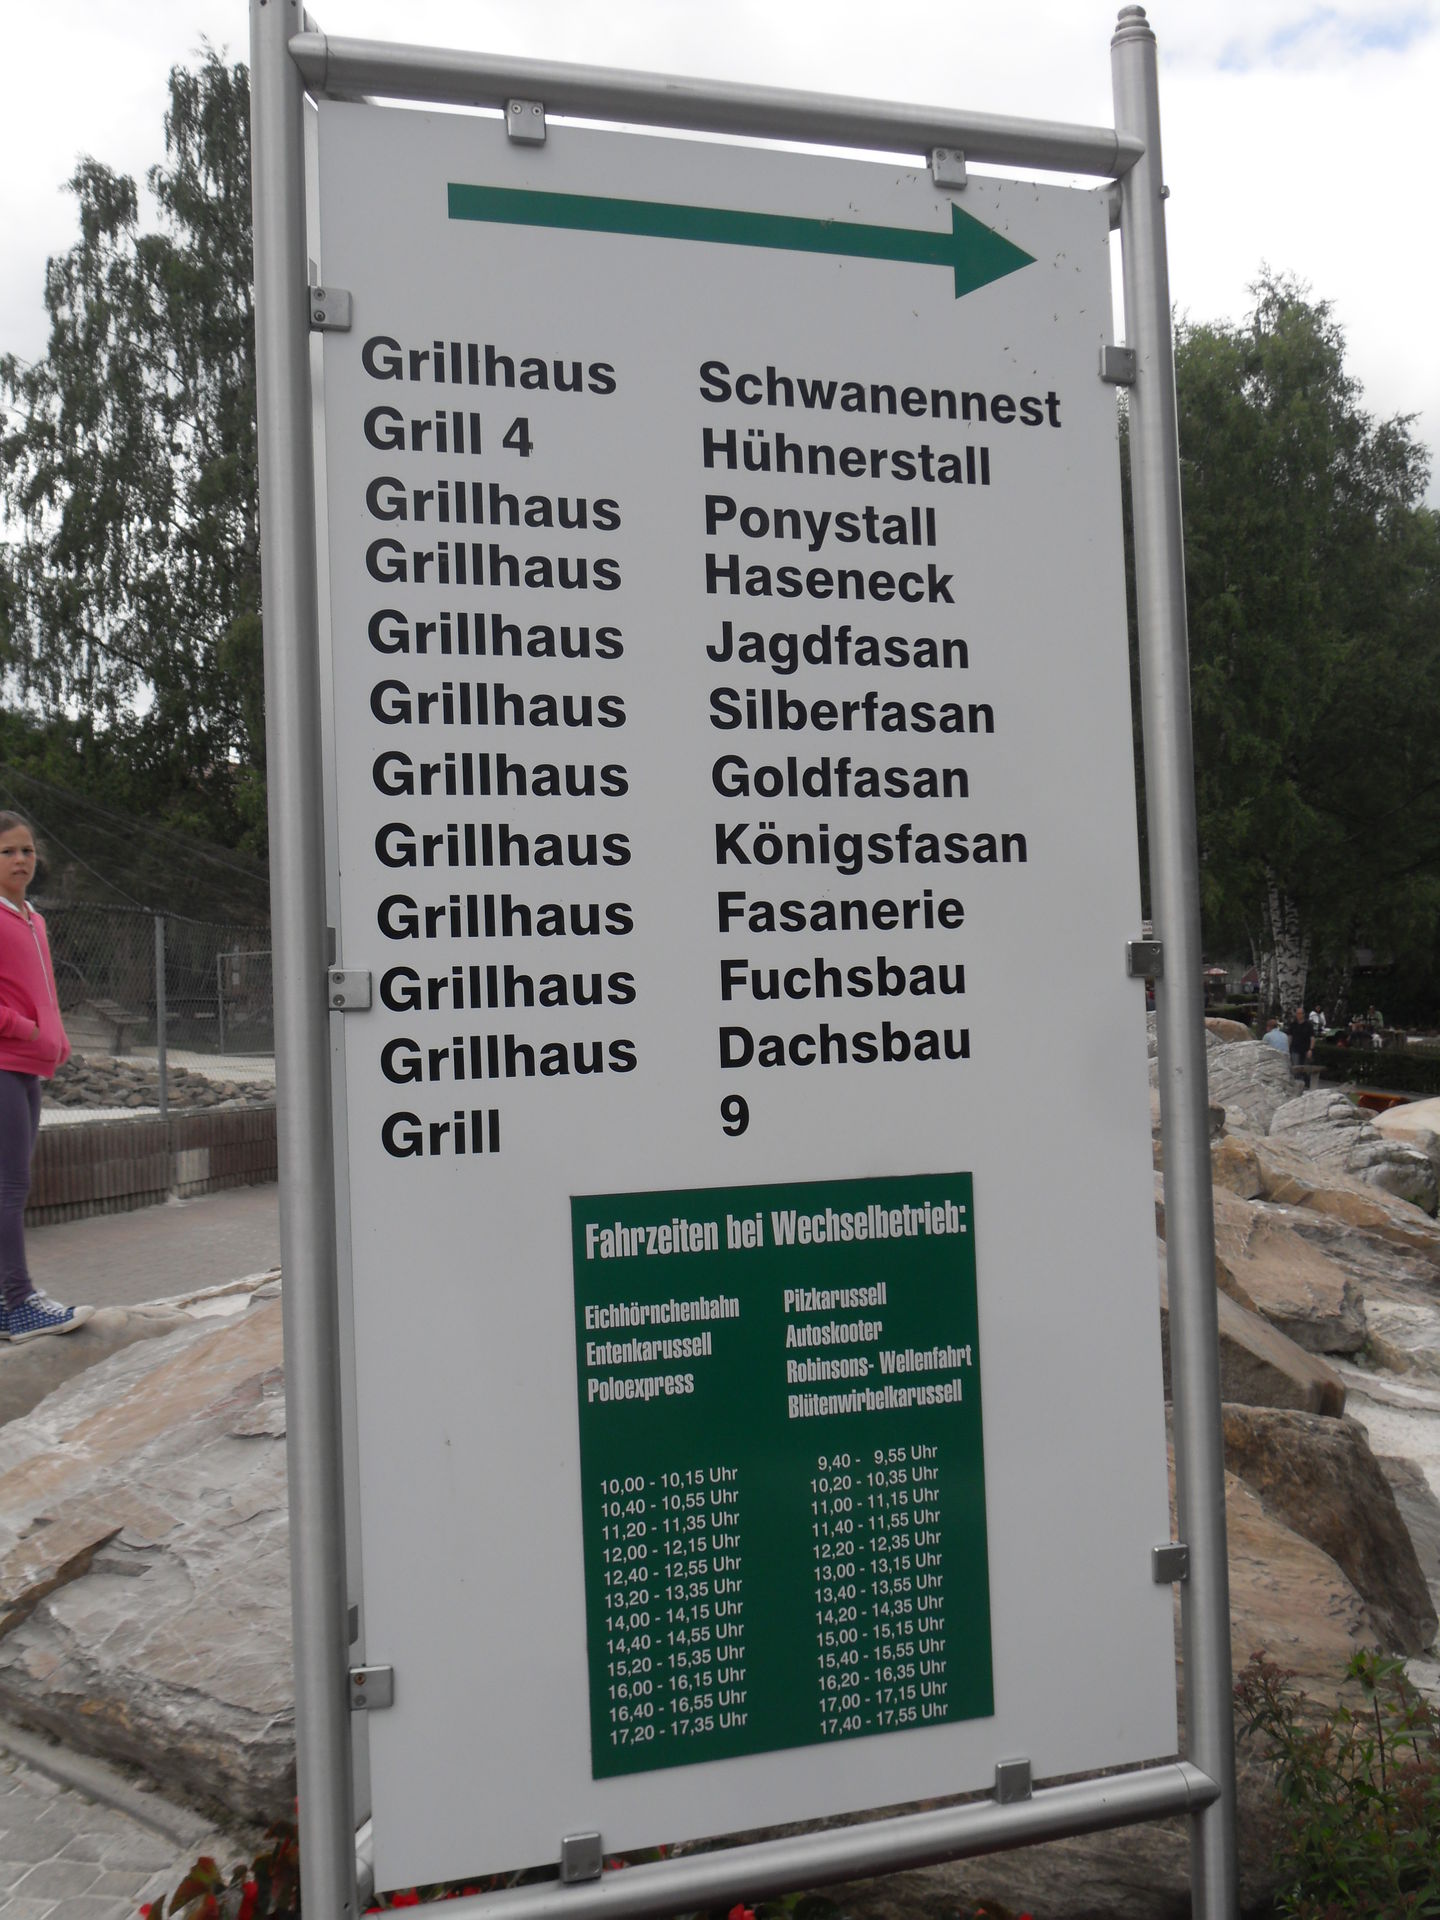 Grillhaus Schwanennest
Grill 4 Hühnerstall
Grillhaus Ponystall
Grillhaus Haseneck
Grillhaus Jagdfasan
Grillhaus Silberfasan
Grillhaus Goldfasan
Grillhaus Königsfasan
Grillhaus Fasanerie
Grillhaus Fuchsbau
Grillhaus Dachsbau
Grill 9
Fahrzeiten bei Wechselbetrieb:
Eichhörnchenbahn
Entenkarussell
Poloexpress
10,00 - 10,15 Uhr
10,40 - 10,55 Uhr
11,20 - 11,35 Uhr
12,00 - 12,15 Uhr
12,40 - 12,55 Uhr
13,20 - 13,35 Uhr
14,00 - 14,15 Uhr
14,40 - 14,55 Uhr
15,20 - 15,35 Uhr
16,00 - 16,15 Uhr
16,40 - 16,55 Uhr
17,20 - 17,35 Uhr
Pilzkarussell
Autoskooter
Robinsons- Wellenfahrt
Blütenwirbelkarussell
9,40 - 9,55 Uhr
10,20 - 10,35 Uhr
11,00 - 11,15 Uhr
11,40 - 11,55 Uhr
12,20 - 12,35 Uhr
13,00 - 13,15 Uhr
13,40 - 13,55 Uhr
14,20 - 14,35 Uhr
15,00 - 15,15 Uhr
15,40 - 15,55 Uhr
16,20 - 16,35 Uhr
17,00 - 17,15 Uhr
17,40 - 17,55 Uhr